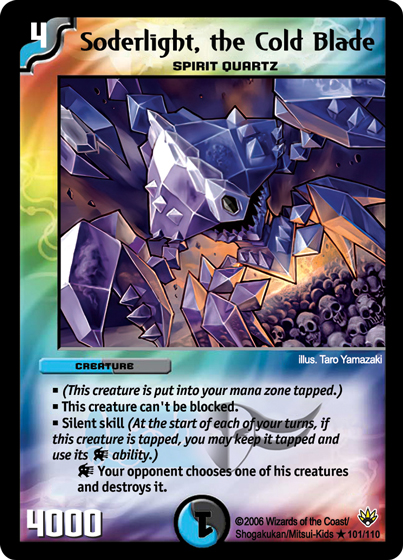 4
Soderlight, the Cold Blade
SPIRIT QUARTZ
illus. Taro Yamazaki
CREATURE
▪ (This creature is put into your mana zone tapped.)
▪ This creature can't be blocked.
▪ Silent skill (At the start of each of your turns, if
this creature is tapped, you may keep it tapped and
use its ability.)
Your opponent chooses one of his creatures
and destroys it.
4000
©2006 Wizards of the Coast/
Shogakukan/Mitsui-Kids ★ 101/110